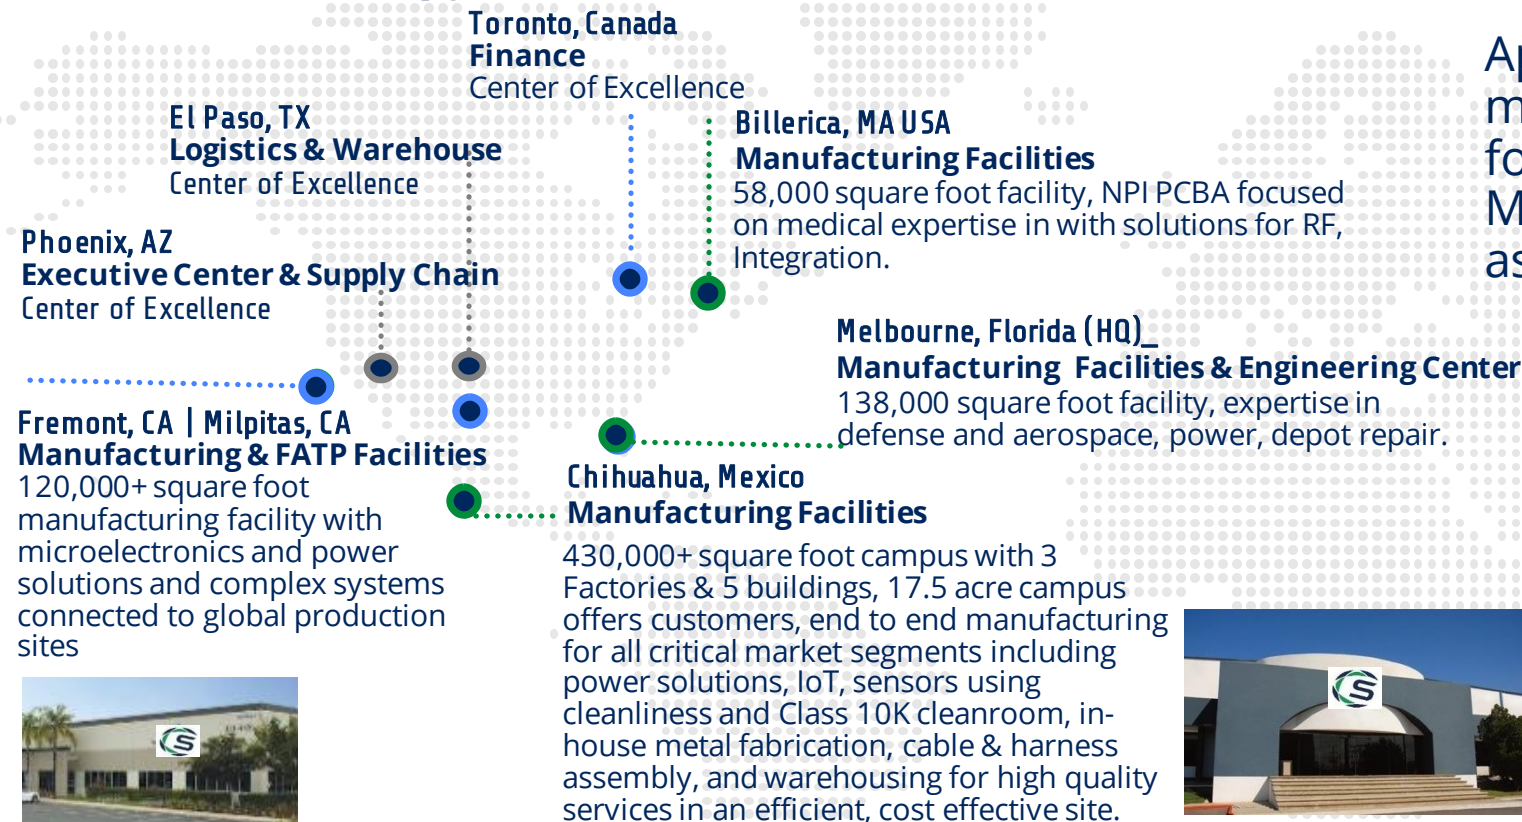 Toronto, Canada
Finance
Center of Excellence
El Paso, TX
Logistics & Warehouse
Center of Excellence
Billerica, MA USA
Manufacturing Facilities
58,000 square foot facility, NPI PCBA focused
on medical expertise in with solutions for RF,
Integration.
Phoenix, AZ
Executive Center & Supply Chain
Center of Excellence
Melbourne, Florida (HQ)_
Manufacturing Facilities & Engineering Center
138,000 square foot facility, expertise in
defense and aerospace, power, depot repair.
Fremont, CA | Milpitas, CA
Manufacturing & FATP Facilities
120,000+ square foot
manufacturing facility with
microelectronics and power
solutions and complex systems
connected to global production
sites
Chihuahua, Mexico
Manufacturing Facilities
430,000+ square foot campus with 3
Factories & 5 buildings, 17.5 acre campus
offers customers, end to end manufacturing
for all critical market segments including
power solutions, IoT, sensors using
cleanliness and Class 10K cleanroom, in-
house metal fabrication, cable & harness
assembly, and warehousing for high quality
services in an efficient, cost effective site.